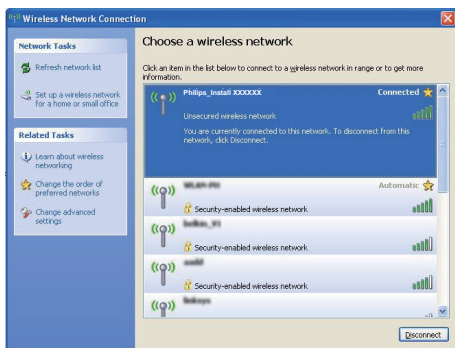 Wireless Network Connection
Network Tasks
Refresh network list
Set up a wireless network
for a home or small office
Related Tasks
Learn about wireless
networking
Change the order of
preferred networks
Change advanced
settings
Choose a wireless network
Click an item in the list below to connect to a wireless network in range or to get more
information.
Philips_Install XXXXXX
Connected
Unsecured wireless network
You are currently connected to this network. To disconnect from this
network, click Disconnect.
Automatic
Security-enabled wireless network
Security-enabled wireless network
Security-enabled wireless network
Disconnect